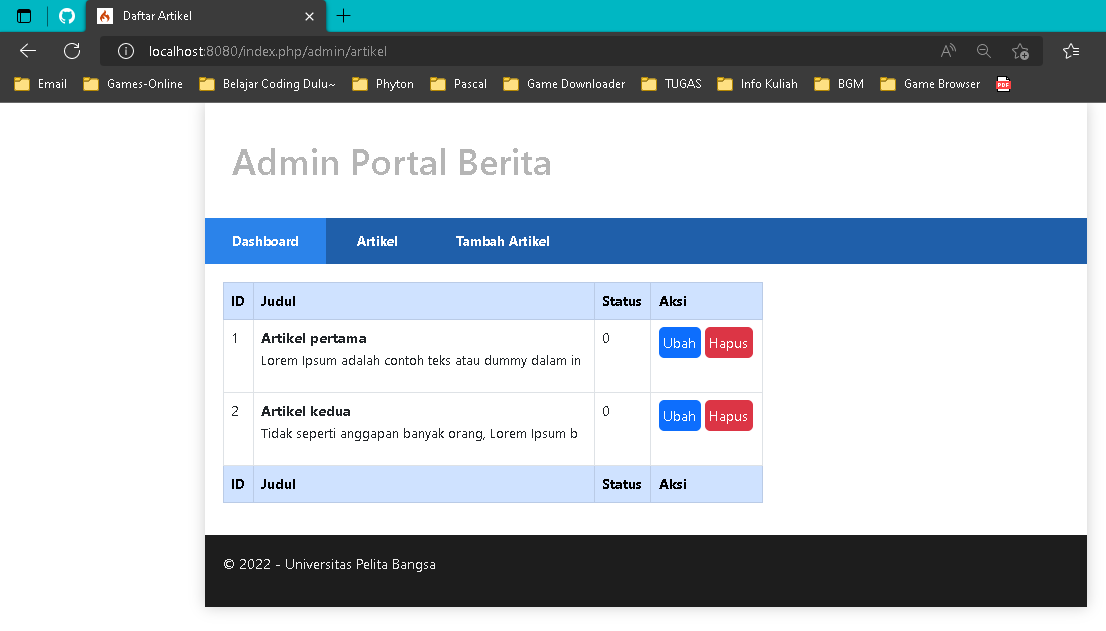 Daftar Artikel
localhost:8080/index.php/admin/artikel
Email Games-Online Belajar Coding Dulu~ Phyton Pascal Game Downloader TUGAS Info Kuliah BGM Game Browser PDF
Admin Portal Berita
Dashboard Artikel Tambah Artikel
ID Judul Status Aksi
1 Artikel pertama 0 Ubah Hapus
Lorem Ipsum adalah contoh teks atau dummy dalam in
2 Artikel kedua 0 Ubah Hapus
Tidak seperti anggapan banyak orang, Lorem Ipsum b
ID Judul Status Aksi
© 2022 - Universitas Pelita Bangsa